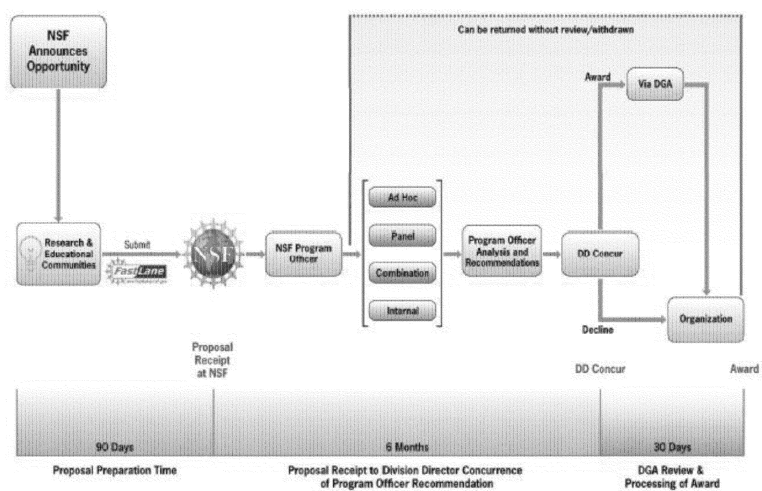 NSF
Announces
Opportunity
Can be returned without review/withdrawn
Award
Via DGA
Research &
Educational
Communities
Submit
FastLane
NSF
NSF Program
Officer
Ad Hoc
Panel
Combination
Internal
Program Officer
Analysis and
Recommendations
DD Concur
Decline
Organization
Proposal
Receipt
at NSF
DD Concur
Award
90 Days
6 Months
30 Days
Proposal Preparation Time
Proposal Receipt to Division Director Concurrence
of Program Officer Recommendation
DGA Review &
Processing of Award